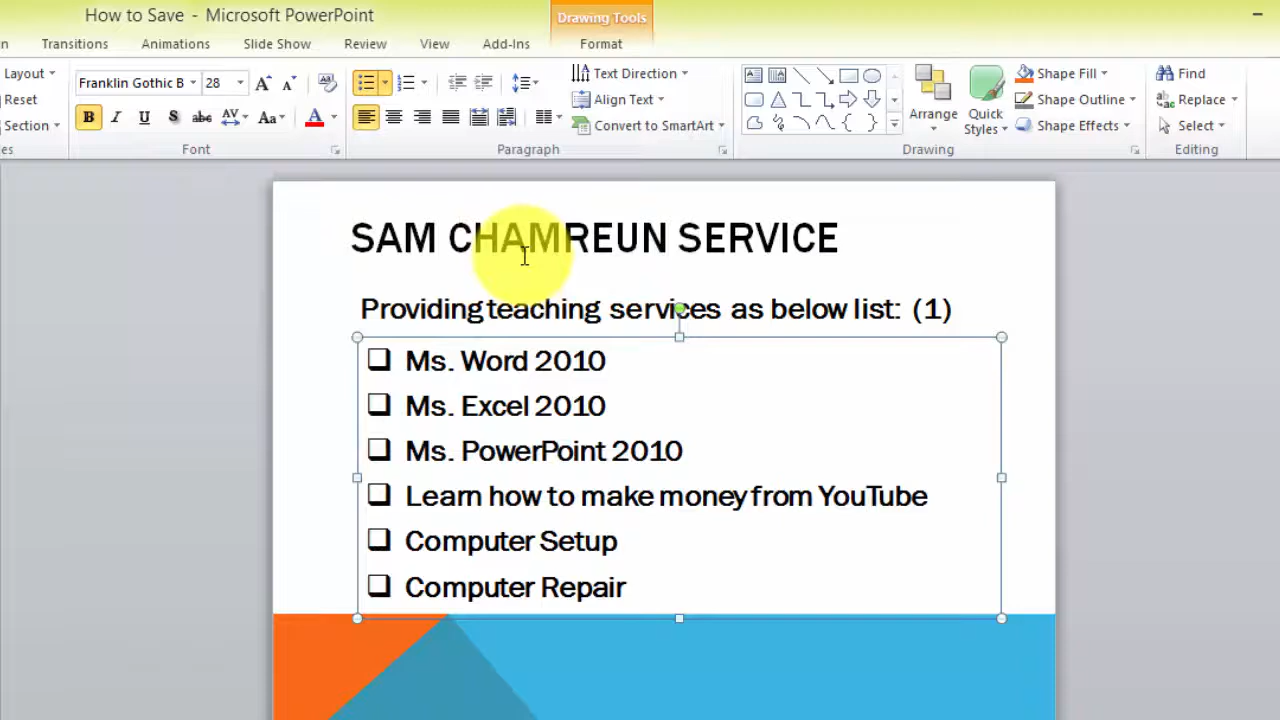 How to Save - Microsoft PowerPoint
Drawing Tools
n Transitions Animations Slide Show Review View Add-Ins Format
Layout
Reset
Section
es
Franklin Gothic B 28
B I U S abc AV Aa A
Font
Text Direction
Align Text
Convert to SmartArt
Paragraph
Arrange
Quick Styles
Shape Fill
Shape Outline
Shape Effects
Drawing
Find
Replace
Select
Editing
SAM CHAMREUN SERVICE
Providing teaching services as below list: (1)
Ms. Word 2010
Ms. Excel 2010
Ms. PowerPoint 2010
Learn how to make money from YouTube
Computer Setup
Computer Repair